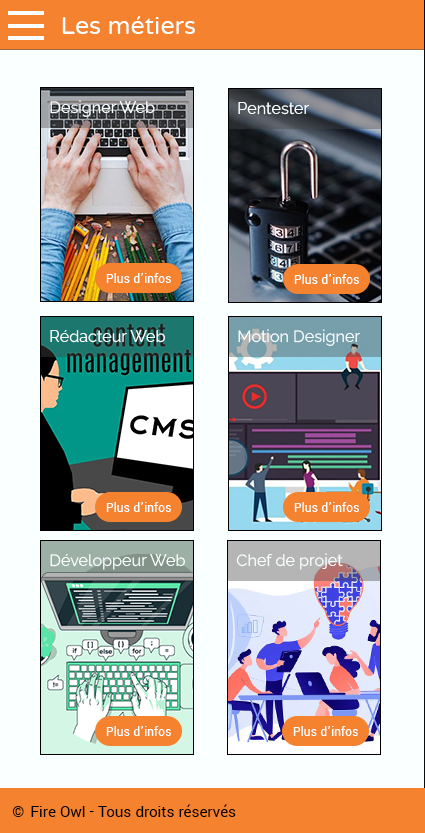 Les métiers
Designer Web
Plus d'infos
Pentester
Plus d'infos
Rédacteur Web
content
management
CMS
Plus d'infos
Motion Designer
Plus d'infos
Développeur Web
if
else
{ }
for
;
=
!=
Plus d'infos
Chef de projet
Plus d'infos
© Fire Owl - Tous droits réservés